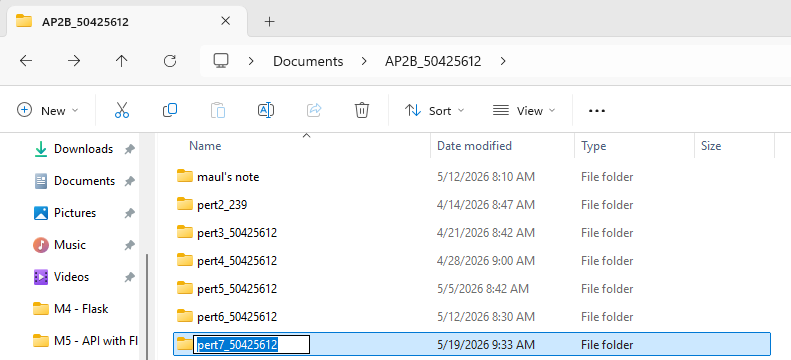 AP2B_50425612
Documents
AP2B_50425612
New
Sort
View
Name
Date modified
Type
Size
Downloads
Documents
Pictures
Music
Videos
M4 - Flask
M5 - API with Fl
maul's note 5/12/2026 8:10 AM File folder
pert2_239 4/14/2026 8:47 AM File folder
pert3_50425612 4/21/2026 8:42 AM File folder
pert4_50425612 4/28/2026 9:00 AM File folder
pert5_50425612 5/5/2026 8:42 AM File folder
pert6_50425612 5/12/2026 8:30 AM File folder
pert7_50425612 5/19/2026 9:33 AM File folder